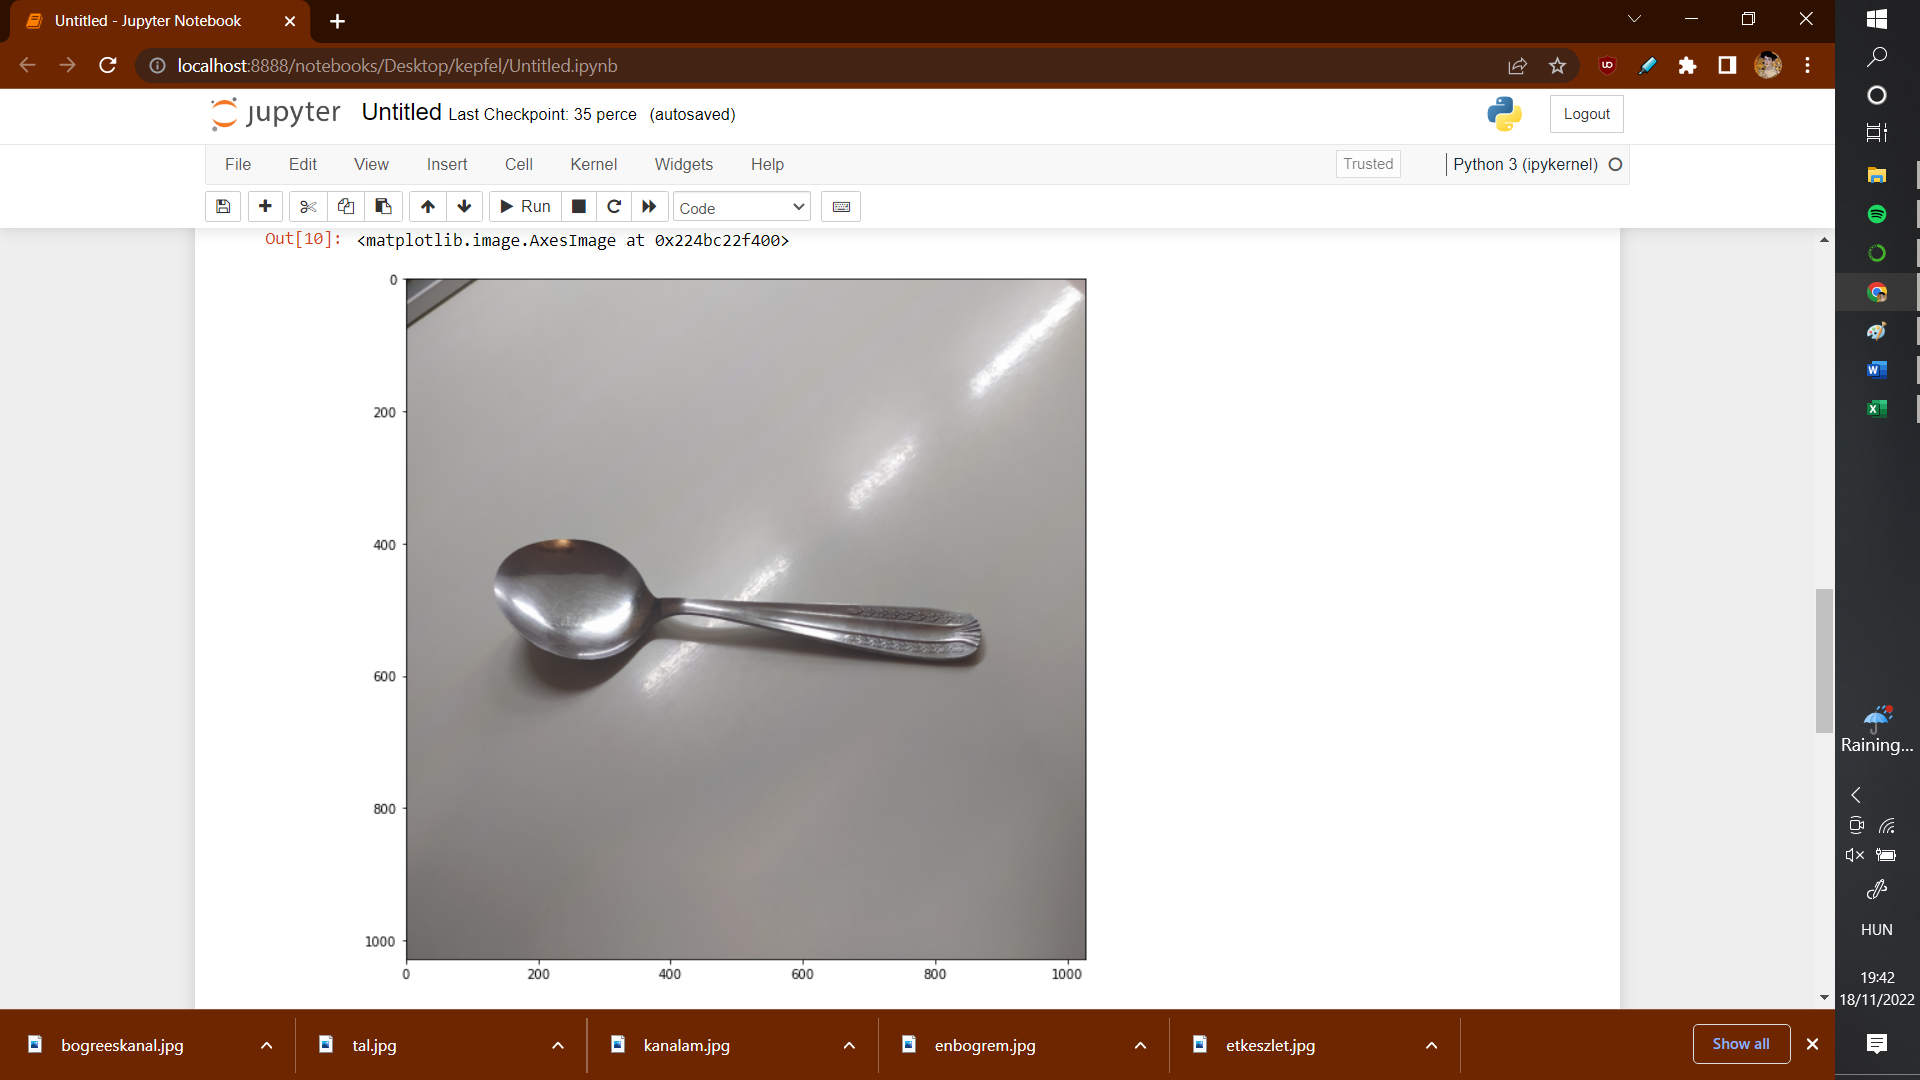 Untitled - Jupyter Notebook
localhost:8888/notebooks/Desktop/kepfel/Untitled.ipynb
jupyter Untitled Last Checkpoint: 35 perce (autosaved)
Logout
File Edit View Insert Cell Kernel Widgets Help
Trusted
Python 3 (ipykernel)
Run
Code
Out[10]: <matplotlib.image.AxesImage at 0x224bc22f400>
0
200
400
600
800
1000
0 200 400 600 800 1000
W
X
Raining...
HUN
19:42
18/11/2022
bogreeskanal.jpg
tal.jpg
kanalam.jpg
enbogrem.jpg
etkeszlet.jpg
Show all